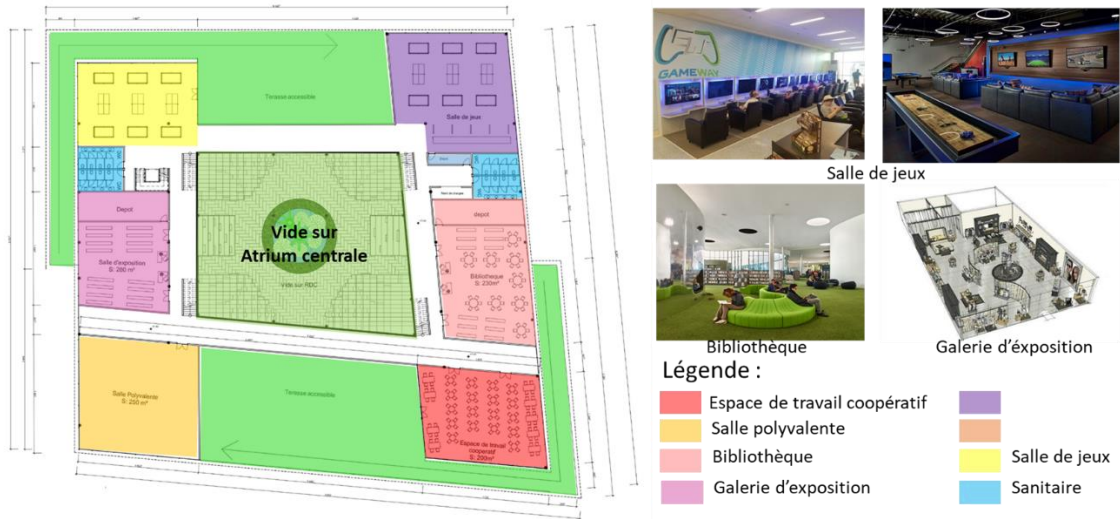 Terrasse accessible
Salle de jeux
Depot
Salle d'exposition
S: 280 m²
Vide sur
Atrium centrale
Vide sur RDC
depot
Bibliotheque
S: 230m²
Salle Polyvalente
S: 250 m²
Terrasse accessible
Espace de travail
cooperatif
S: 200m²
GAMEWAY
Salle de jeux
Bibliothèque
Galerie d'éxposition
Légende :
Espace de travail coopératif
Salle polyvalente
Bibliothèque
Salle de jeux
Galerie d'exposition
Sanitaire